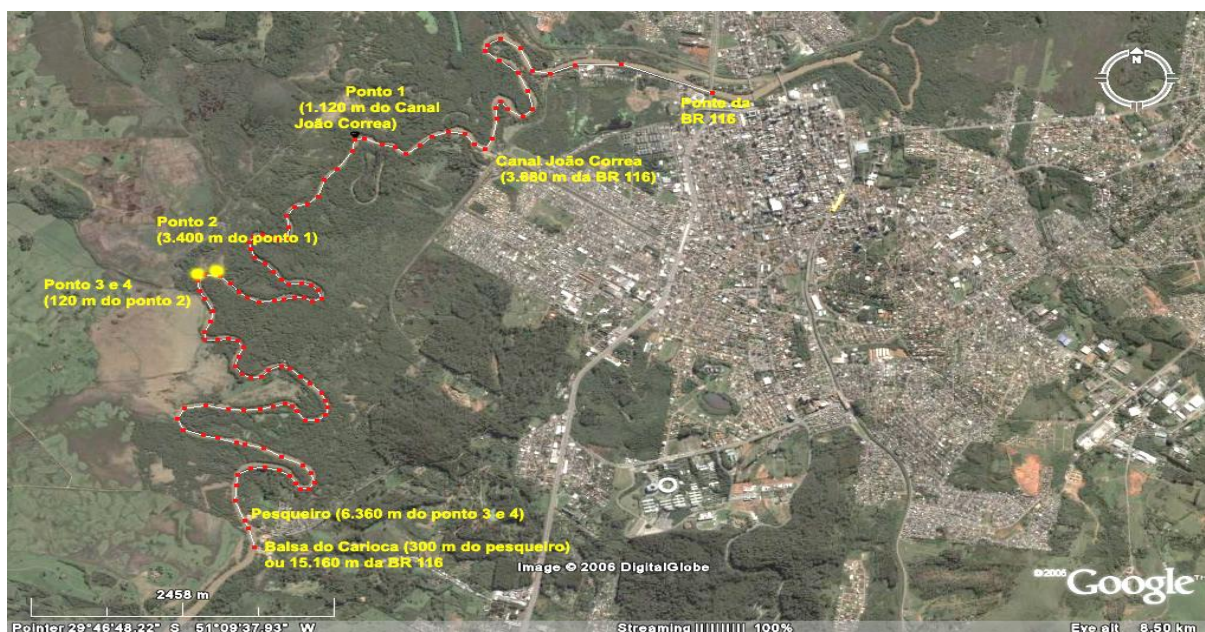 N
Ponto 1
(1.120 m do Canal
João Correa)
Ponte da
BR 116
Canal João Correa
(3.880 m da BR 116)
Ponto 2
(3.400 m do ponto 1)
Ponto 3 e 4
(120 m do ponto 2)
Pesqueiro (6.360 m do ponto 3 e 4)
Balsa do Carioca (300 m do pesqueiro)
ou 15.160 m da BR 116
Image © 2006 DigitalGlobe
©2006 Google™
2458 m
Pointer 29°46'48.22" S 51°09'37.93" W
Streaming ||||||||| 100%
Eye alt 8.50 km